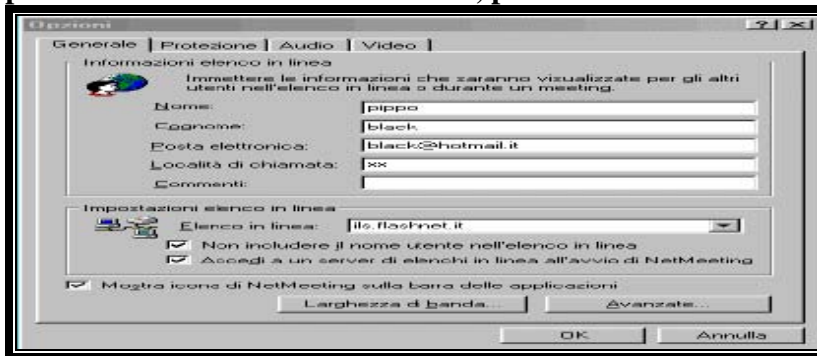 Opzioni
Generale Protezione Audio Video
Informazioni elenco in linea
Immettere le informazioni che saranno visualizzate per gli altri
utenti nell'elenco in linea o durante un meeting.
Nome: pippo
Cognome: black
Posta elettronica: black@hotmail.it
Località di chiamata: xx
Commenti:
Impostazioni elenco in linea
Elenco in linea: ils.flashnet.it
Non includere il nome utente nell'elenco in linea
Accedi a un server di elenchi in linea all'avvio di NetMeeting
Mostra icona di NetMeeting sulla barra delle applicazioni
Larghezza di banda... Avanzate...
OK Annulla